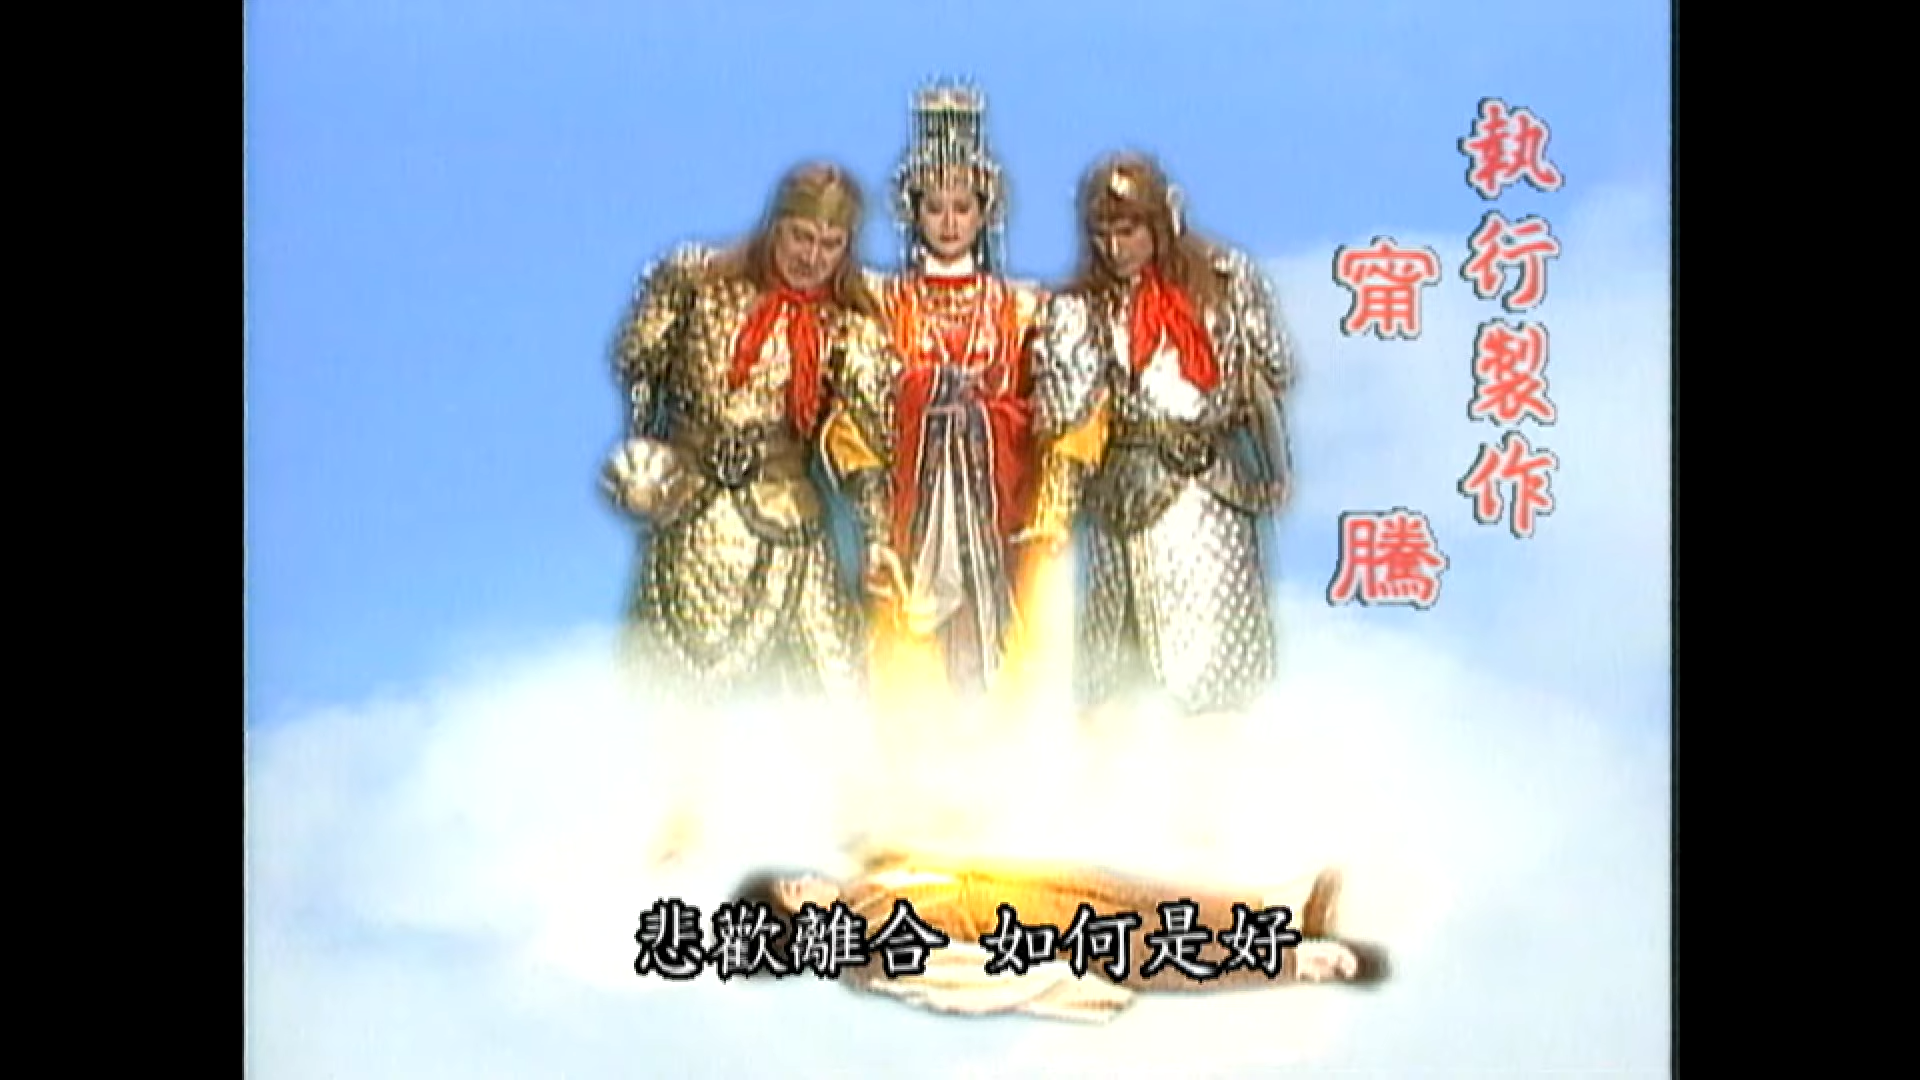 執行製作
甯騰
悲歡離合 如何是好